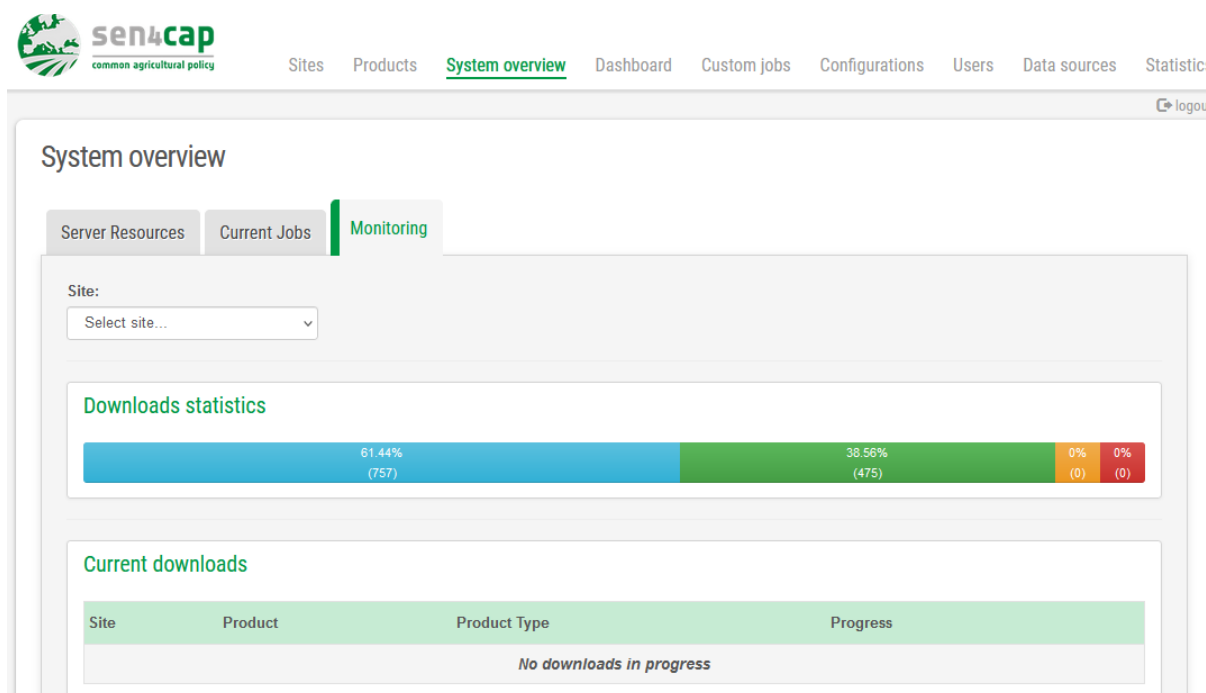 sen4cap
common agricultural policy
Sites Products System overview Dashboard Custom jobs Configurations Users Data sources Statistics
logou
System overview
Server Resources Current Jobs Monitoring
Site:
Select site...
Downloads statistics
61.44% 38.56% 0% 0%
(757) (475) (0) (0)
Current downloads
Site Product Product Type Progress
No downloads in progress